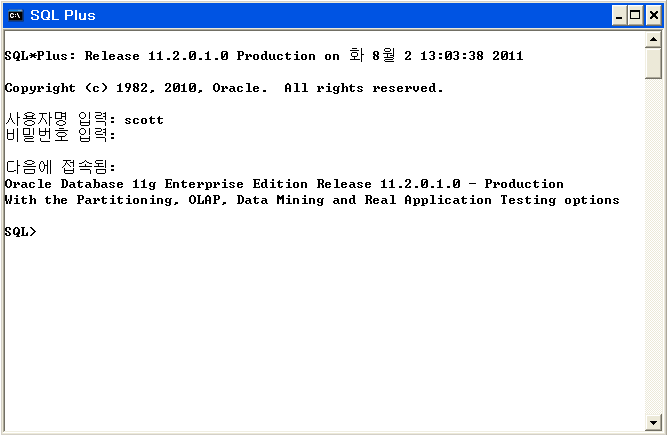 SQL Plus
SQL*Plus: Release 11.2.0.1.0 Production on 화 8월 2 13:03:38 2011
Copyright (c) 1982, 2010, Oracle.  All rights reserved.
사용자명 입력: scott
비밀번호 입력:
다음에 접속됨:
Oracle Database 11g Enterprise Edition Release 11.2.0.1.0 - Production
With the Partitioning, OLAP, Data Mining and Real Application Testing options
SQL>